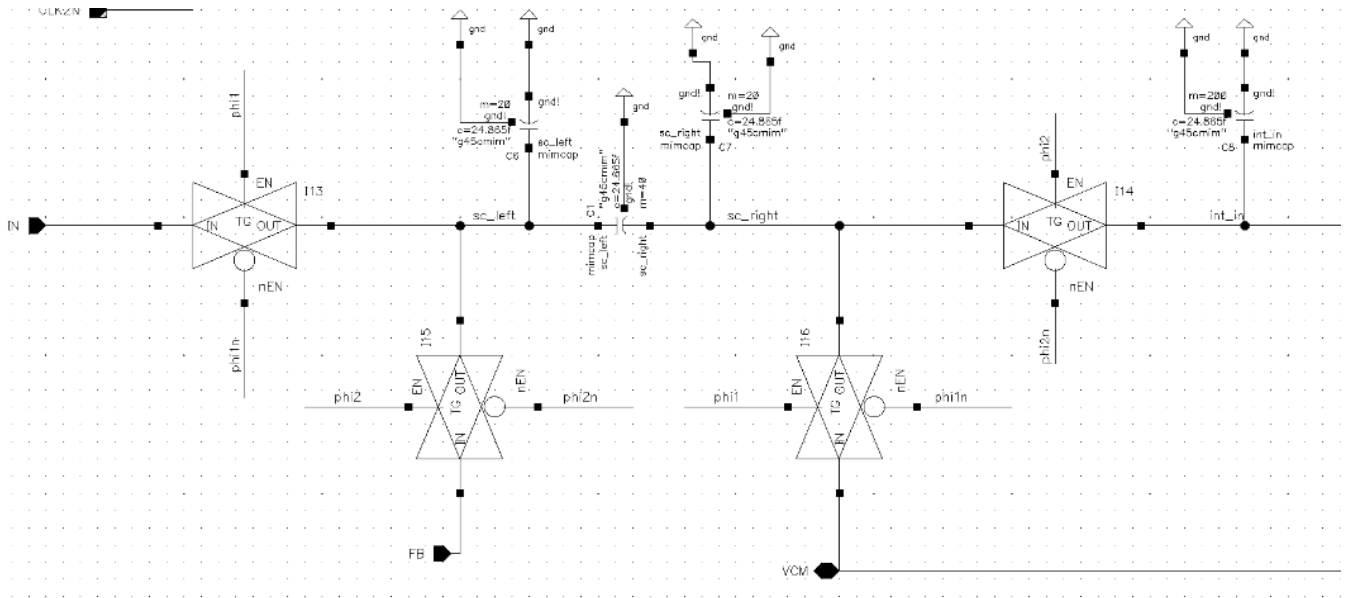 CLK2N
gnd
gnd
gnd
gnd
gnd
gnd
phi1
m=20
gnd!
gnd!
c=24.865f
"g45cmim"
sc_left
mimcap
C6
gnd
gnd!
m=20
gnd!
c=24.865f
"g45cmim"
sc_right
mimcap
C7
m=200
gnd!
gnd!
c=24.865f
"g45cmim"
int_in
mimcap
C8
phi2
EN
I13
IN
IN
TG
OUT
nEN
phi1n
sc_left
C1
"g45cmim"
c=24.865f
gnd!
m=40
mimcap
sc_left
sc_right
sc_right
EN
I14
IN
TG
OUT
nEN
phi2n
int_in
I15
phi2
EN
TG
OUT
IN
nEN
phi2n
I16
phi1
EN
TG
OUT
IN
nEN
phi1n
FB
VCM